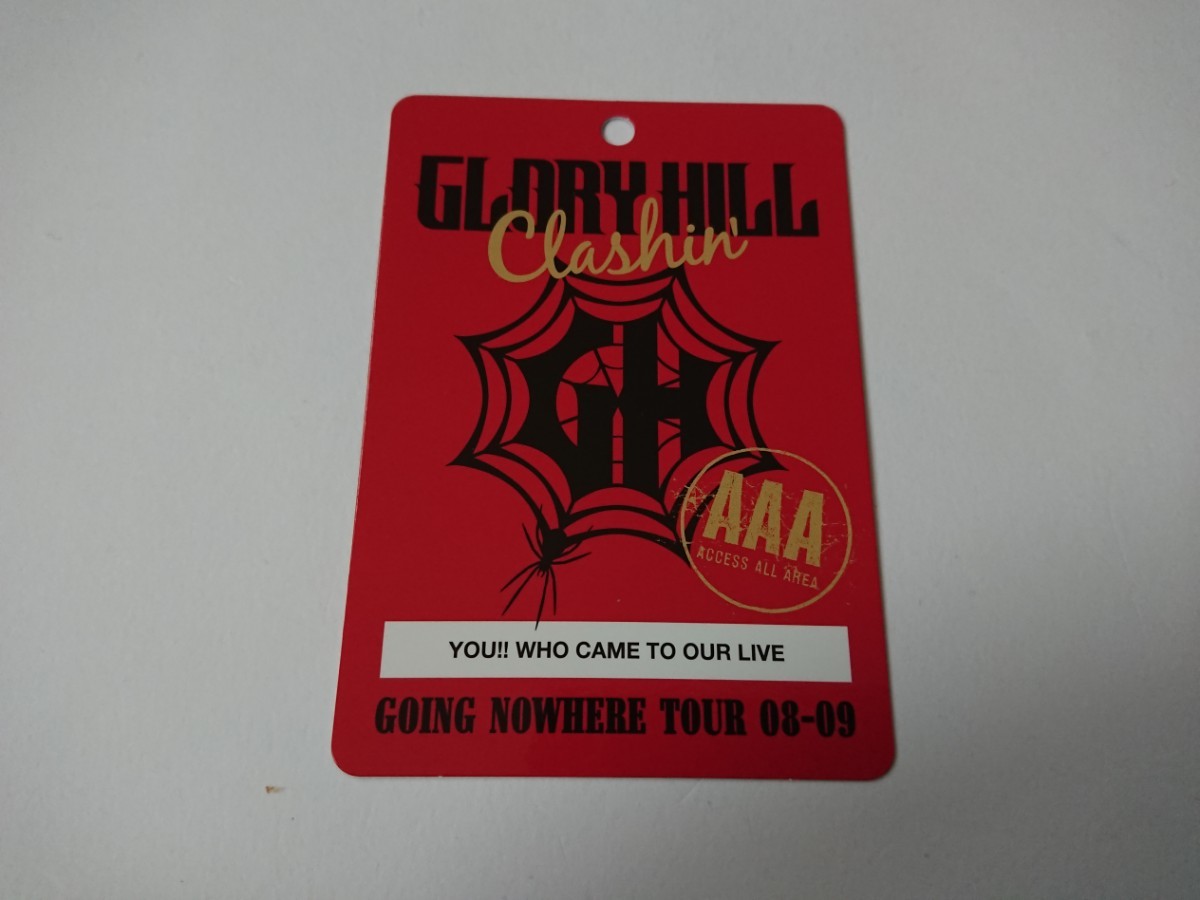 GLORY HILL
Clashin'
GH
AAA
ACCESS ALL AREA
YOU!! WHO CAME TO OUR LIVE
GOING NOWHERE TOUR 08-09